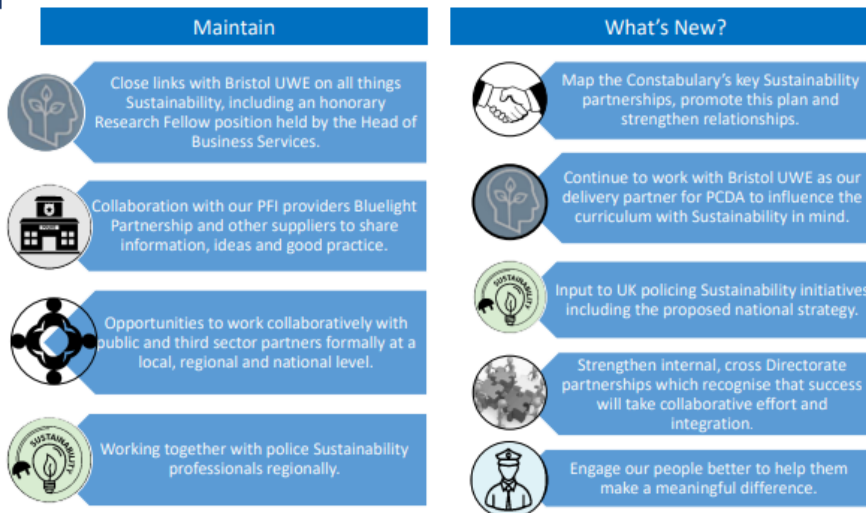 Maintain
Close links with Bristol UWE on all things
Sustainability, including an honorary
Research Fellow position held by the Head of
Business Services.
Collaboration with our PFI providers Bluelight
Partnership and other suppliers to share
information, ideas and good practice.
Opportunities to work collaboratively with
public and third sector partners formally at a
local, regional and national level.
SUSTAINABILITY
Working together with police Sustainability
professionals regionally.
What's New?
Map the Constabulary's key Sustainability
partnerships, promote this plan and
strengthen relationships.
Continue to work with Bristol UWE as our
delivery partner for PCDA to influence the
curriculum with Sustainability in mind.
SUSTAINABILITY
Input to UK policing Sustainability initiatives
including the proposed national strategy.
Strengthen internal, cross Directorate
partnerships which recognise that success
will take collaborative effort and
integration.
Engage our people better to help them
make a meaningful difference.